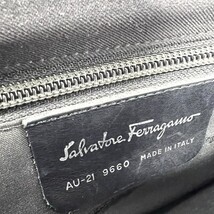 Salvatore Ferragamo
AU-21 9660 MADE IN ITALY